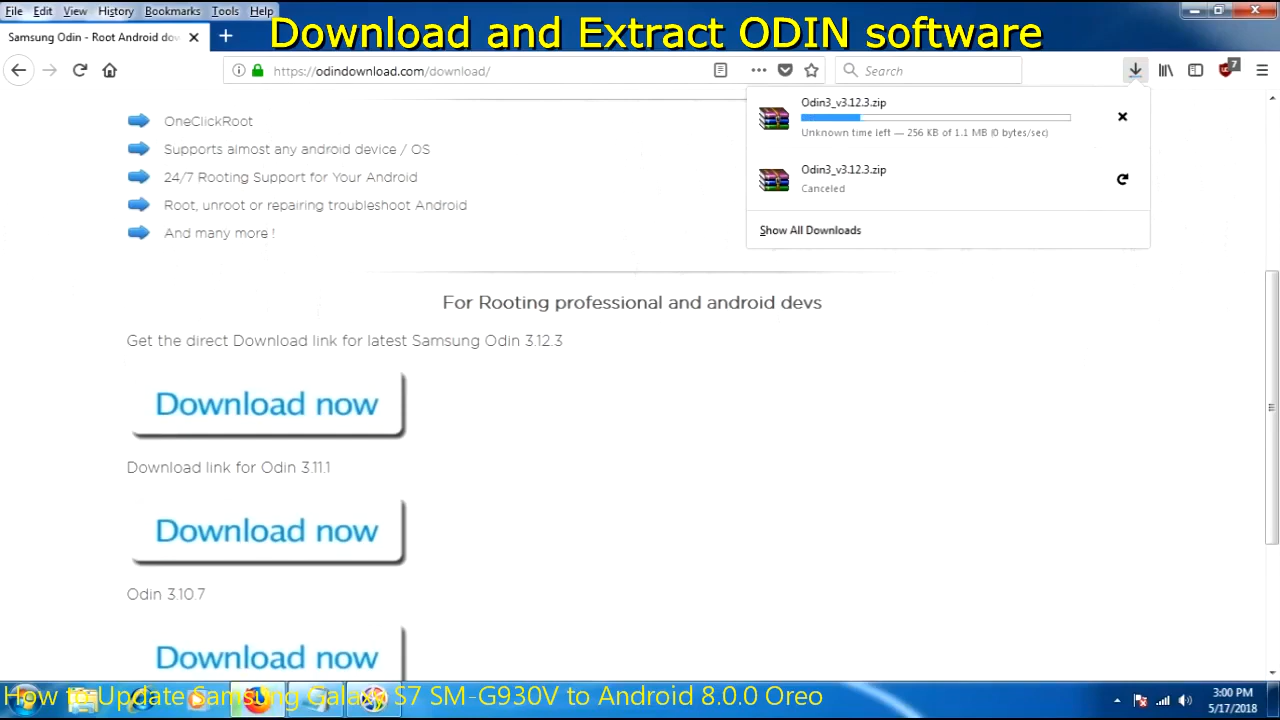 File Edit View History Bookmarks Tools Help
Download and Extract ODIN software
Samsung Odin - Root Android dov
https://odindownload.com/download/
Search
7
Odin3_v3.12.3.zip
Unknown time left — 256 KB of 1.1 MB (0 bytes/sec)
Odin3_v3.12.3.zip
Canceled
Show All Downloads
OneClickRoot
Supports almost any android device / OS
24/7 Rooting Support for Your Android
Root, unroot or repairing troubleshoot Android
And many more !
For Rooting professional and android devs
Get the direct Download link for latest Samsung Odin 3.12.3
Download now
Download link for Odin 3.11.1
Download now
Odin 3.10.7
Download now
How to Update Samsung Galaxy S7 SM-G930V to Android 8.0.0 Oreo
3:00 PM
5/17/2018